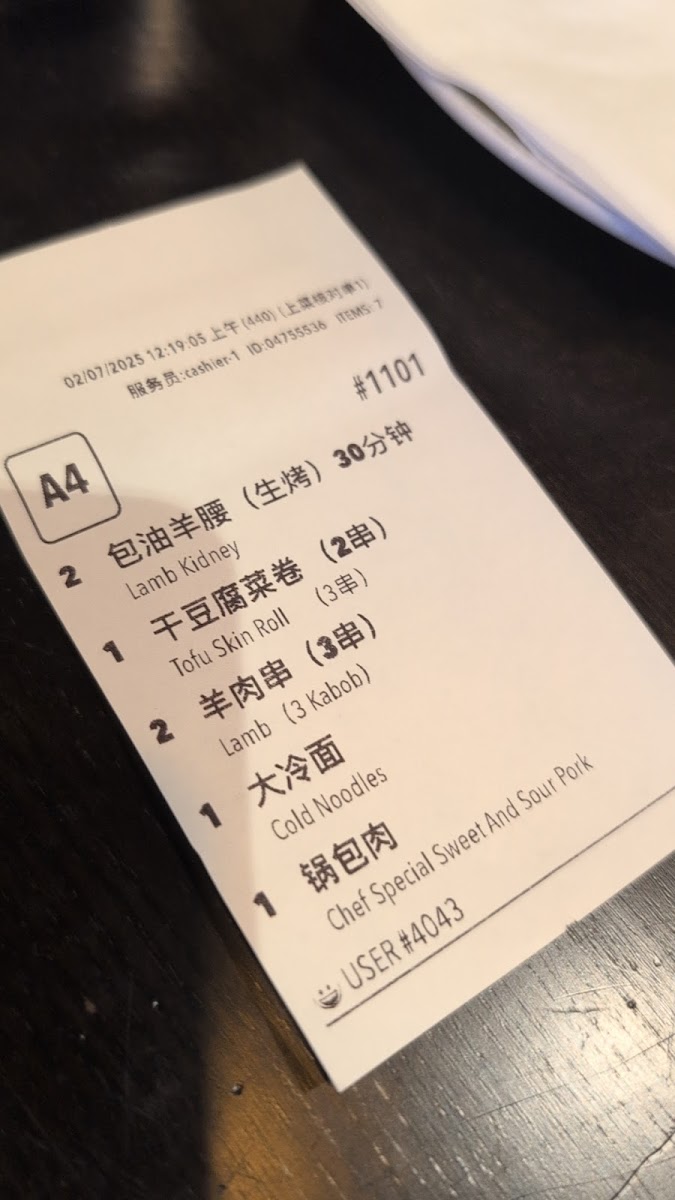 02/07/2025 12:19:05 上午 (440) (上菜核对单1)
服务员:cashier-1 ID:04755536 ITEMS: 7
#1101
A4
2 包油羊腰（生烤）30分钟
Lamb Kidney
1 干豆腐菜卷（2串）
Tofu Skin Roll （3串）
2 羊肉串（3串）
Lamb（3 Kabob)
1 大冷面
Cold Noodles
1 锅包肉
Chef Special Sweet And Sour Pork
USER #4043